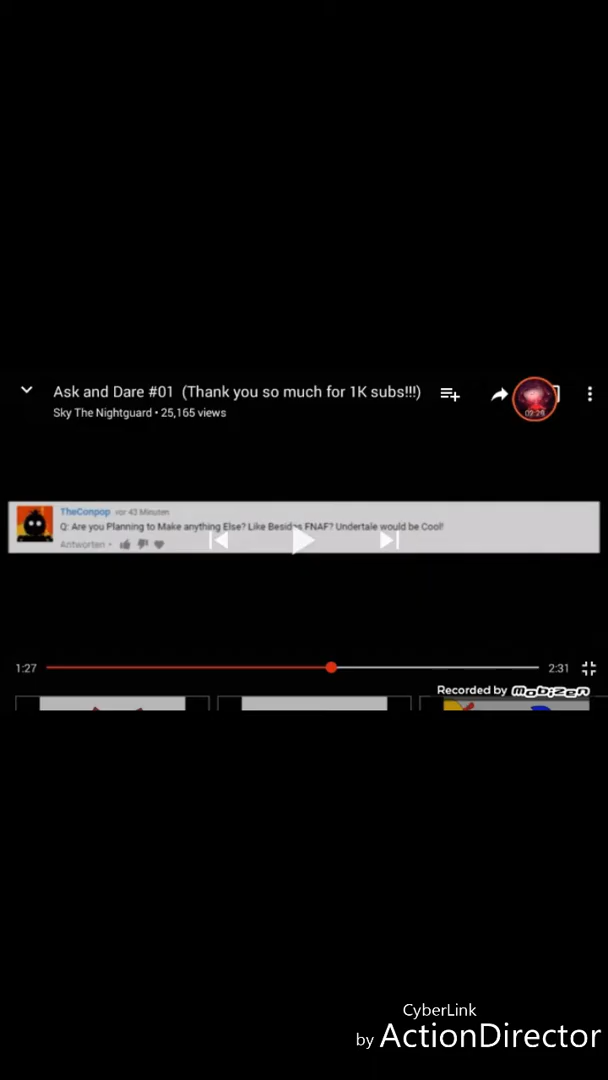 Ask and Dare #01 (Thank you so much for 1K subs!!!)
Sky The Nightguard • 25,165 views
02:29
TheConpop vor 43 Minuten
Q: Are you Planning to Make anything Else? Like Besides FNAF? Undertale would be Cool!
Antworten •
1:27
2:31
Recorded by mobizen
CyberLink
by ActionDirector